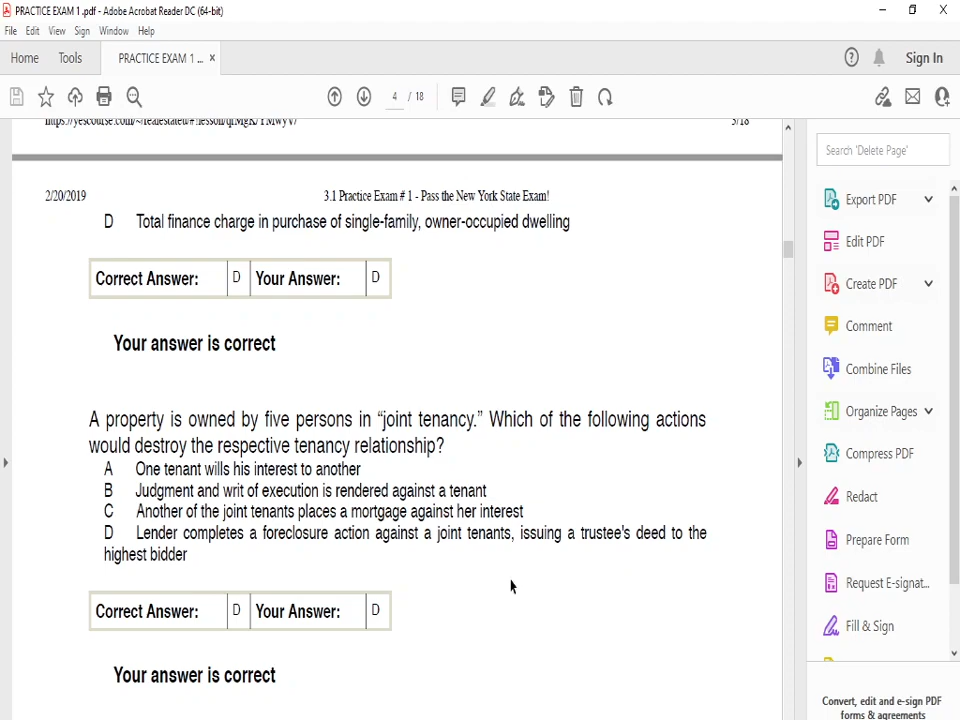 PRACTICE EXAM 1 .pdf - Adobe Acrobat Reader DC (64-bit)
File Edit View Sign Window Help
Home Tools PRACTICE EXAM 1 ... × Sign In
4 / 18
3/18
Search 'Delete Page'
2/20/2019 3.1 Practice Exam # 1 - Pass the New York State Exam!
D Total finance charge in purchase of single-family, owner-occupied dwelling
Correct Answer: D Your Answer: D
Your answer is correct
A property is owned by five persons in “joint tenancy.” Which of the following actions
would destroy the respective tenancy relationship?
A One tenant wills his interest to another
B Judgment and writ of execution is rendered against a tenant
C Another of the joint tenants places a mortgage against her interest
D Lender completes a foreclosure action against a joint tenants, issuing a trustee's deed to the
highest bidder
Correct Answer: D Your Answer: D
Your answer is correct
Export PDF
Edit PDF
Create PDF
Comment
Combine Files
Organize Pages
Compress PDF
Redact
Prepare Form
Request E-signat...
Fill & Sign
Convert, edit and e-sign PDF
forms & agreements